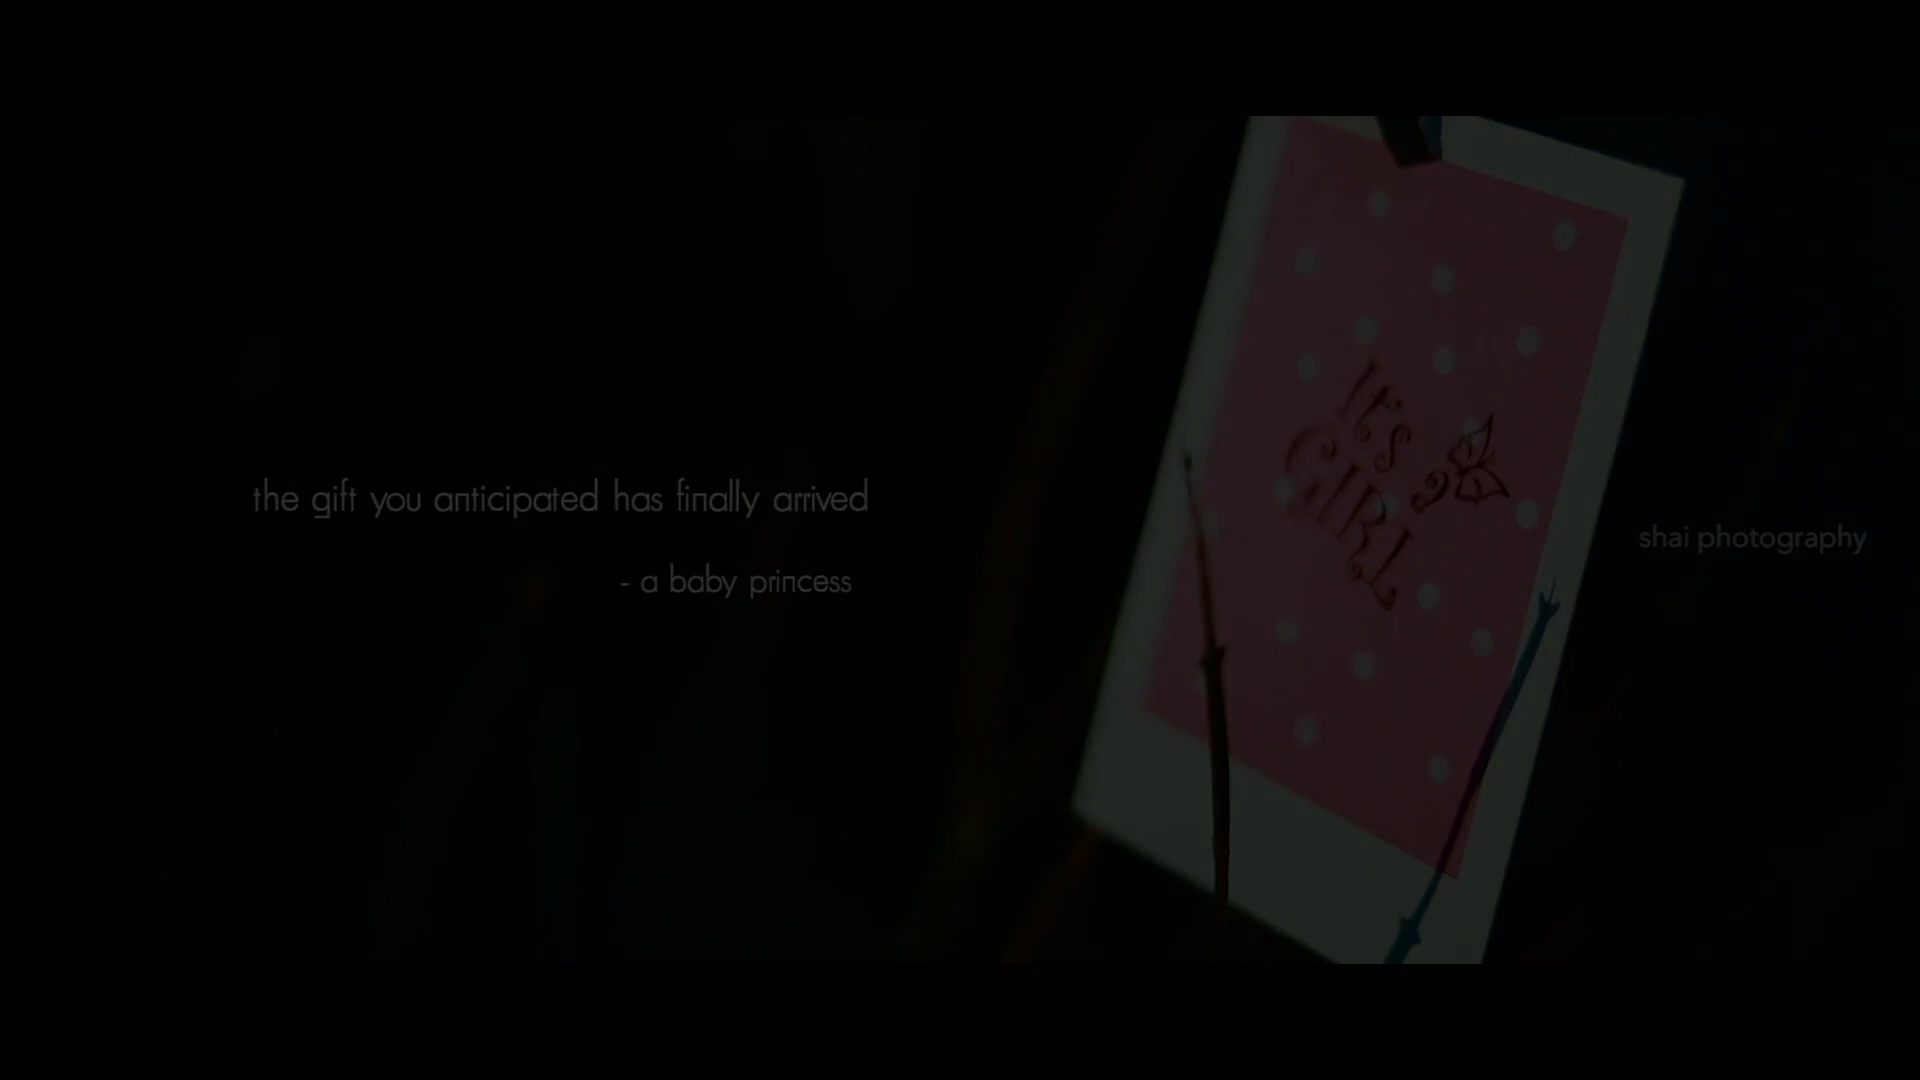 the gift you anticipated has finally arrived
- a baby princess
It's
GIRL
shai photography